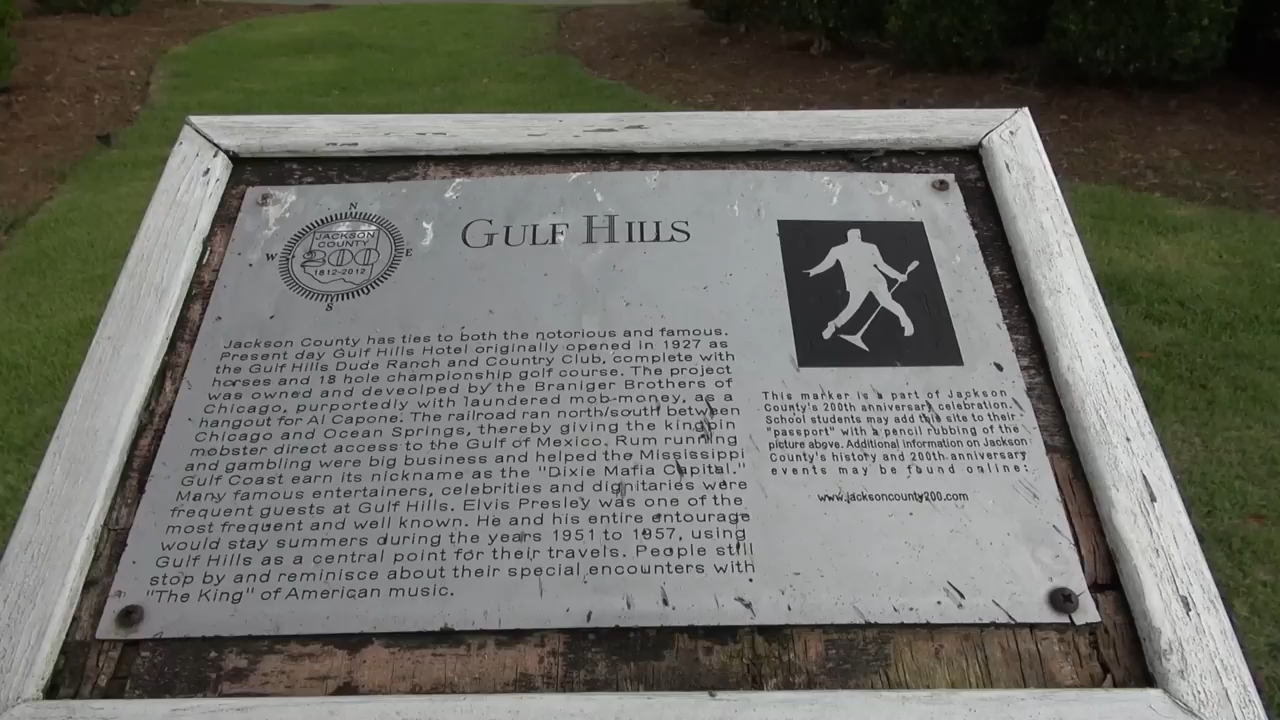 N
W
E
S
JACKSON
COUNTY
200
1812-2012
GULF HILLS
Jackson County has ties to both the notorious and famous.
Present day Gulf Hills Hotel originally opened in 1927 as
the Gulf Hills Dude Ranch and Country Club, complete with
horses and 18 hole championship golf course. The project
was owned and deveolped by the Braniger Brothers of
Chicago, purportedly with laundered mob-money, as a
hangout for Al Capone. The railroad ran north/south between
Chicago and Ocean Springs, thereby giving the kingpin
mobster direct access to the Gulf of Mexico. Rum running
and gambling were big business and helped the Mississippi
Gulf Coast earn its nickname as the "Dixie Mafia Capital."
Many famous entertainers, celebrities and dignitaries were
frequent guests at Gulf Hills. Elvis Presley was one of the
most frequent and well known. He and his entire entourage
would stay summers during the years 1951 to 1957, using
Gulf Hills as a central point for their travels. People still
stop by and reminisce about their special encounters with
"The King" of American music.
This marker is a part of Jackson
County's 200th anniversary celebration.
School students may add this site to their
"passport" with a pencil rubbing of the
picture above. Additional information on Jackson
County's history and 200th anniversary
events may be found online:
www.jacksoncounty200.com